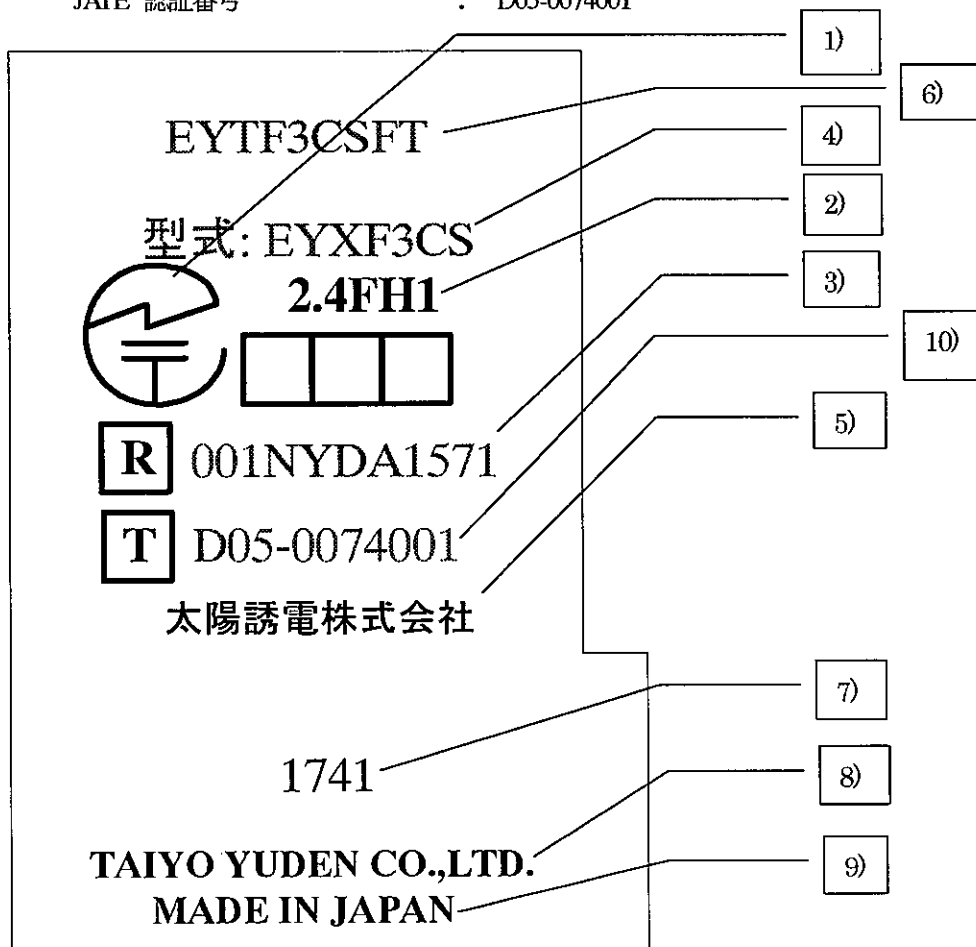 JATE 認証番号 : D05-0074001
1)
6)
EYTF3CSFT
4)
型式: EYXF3CS
2)
2.4FH1
3)
10)
5)
R 001NYDA1571
T D05-0074001
太陽誘電株式会社
7)
1741
8)
TAIYO YUDEN CO.,LTD.
9)
MADE IN JAPAN